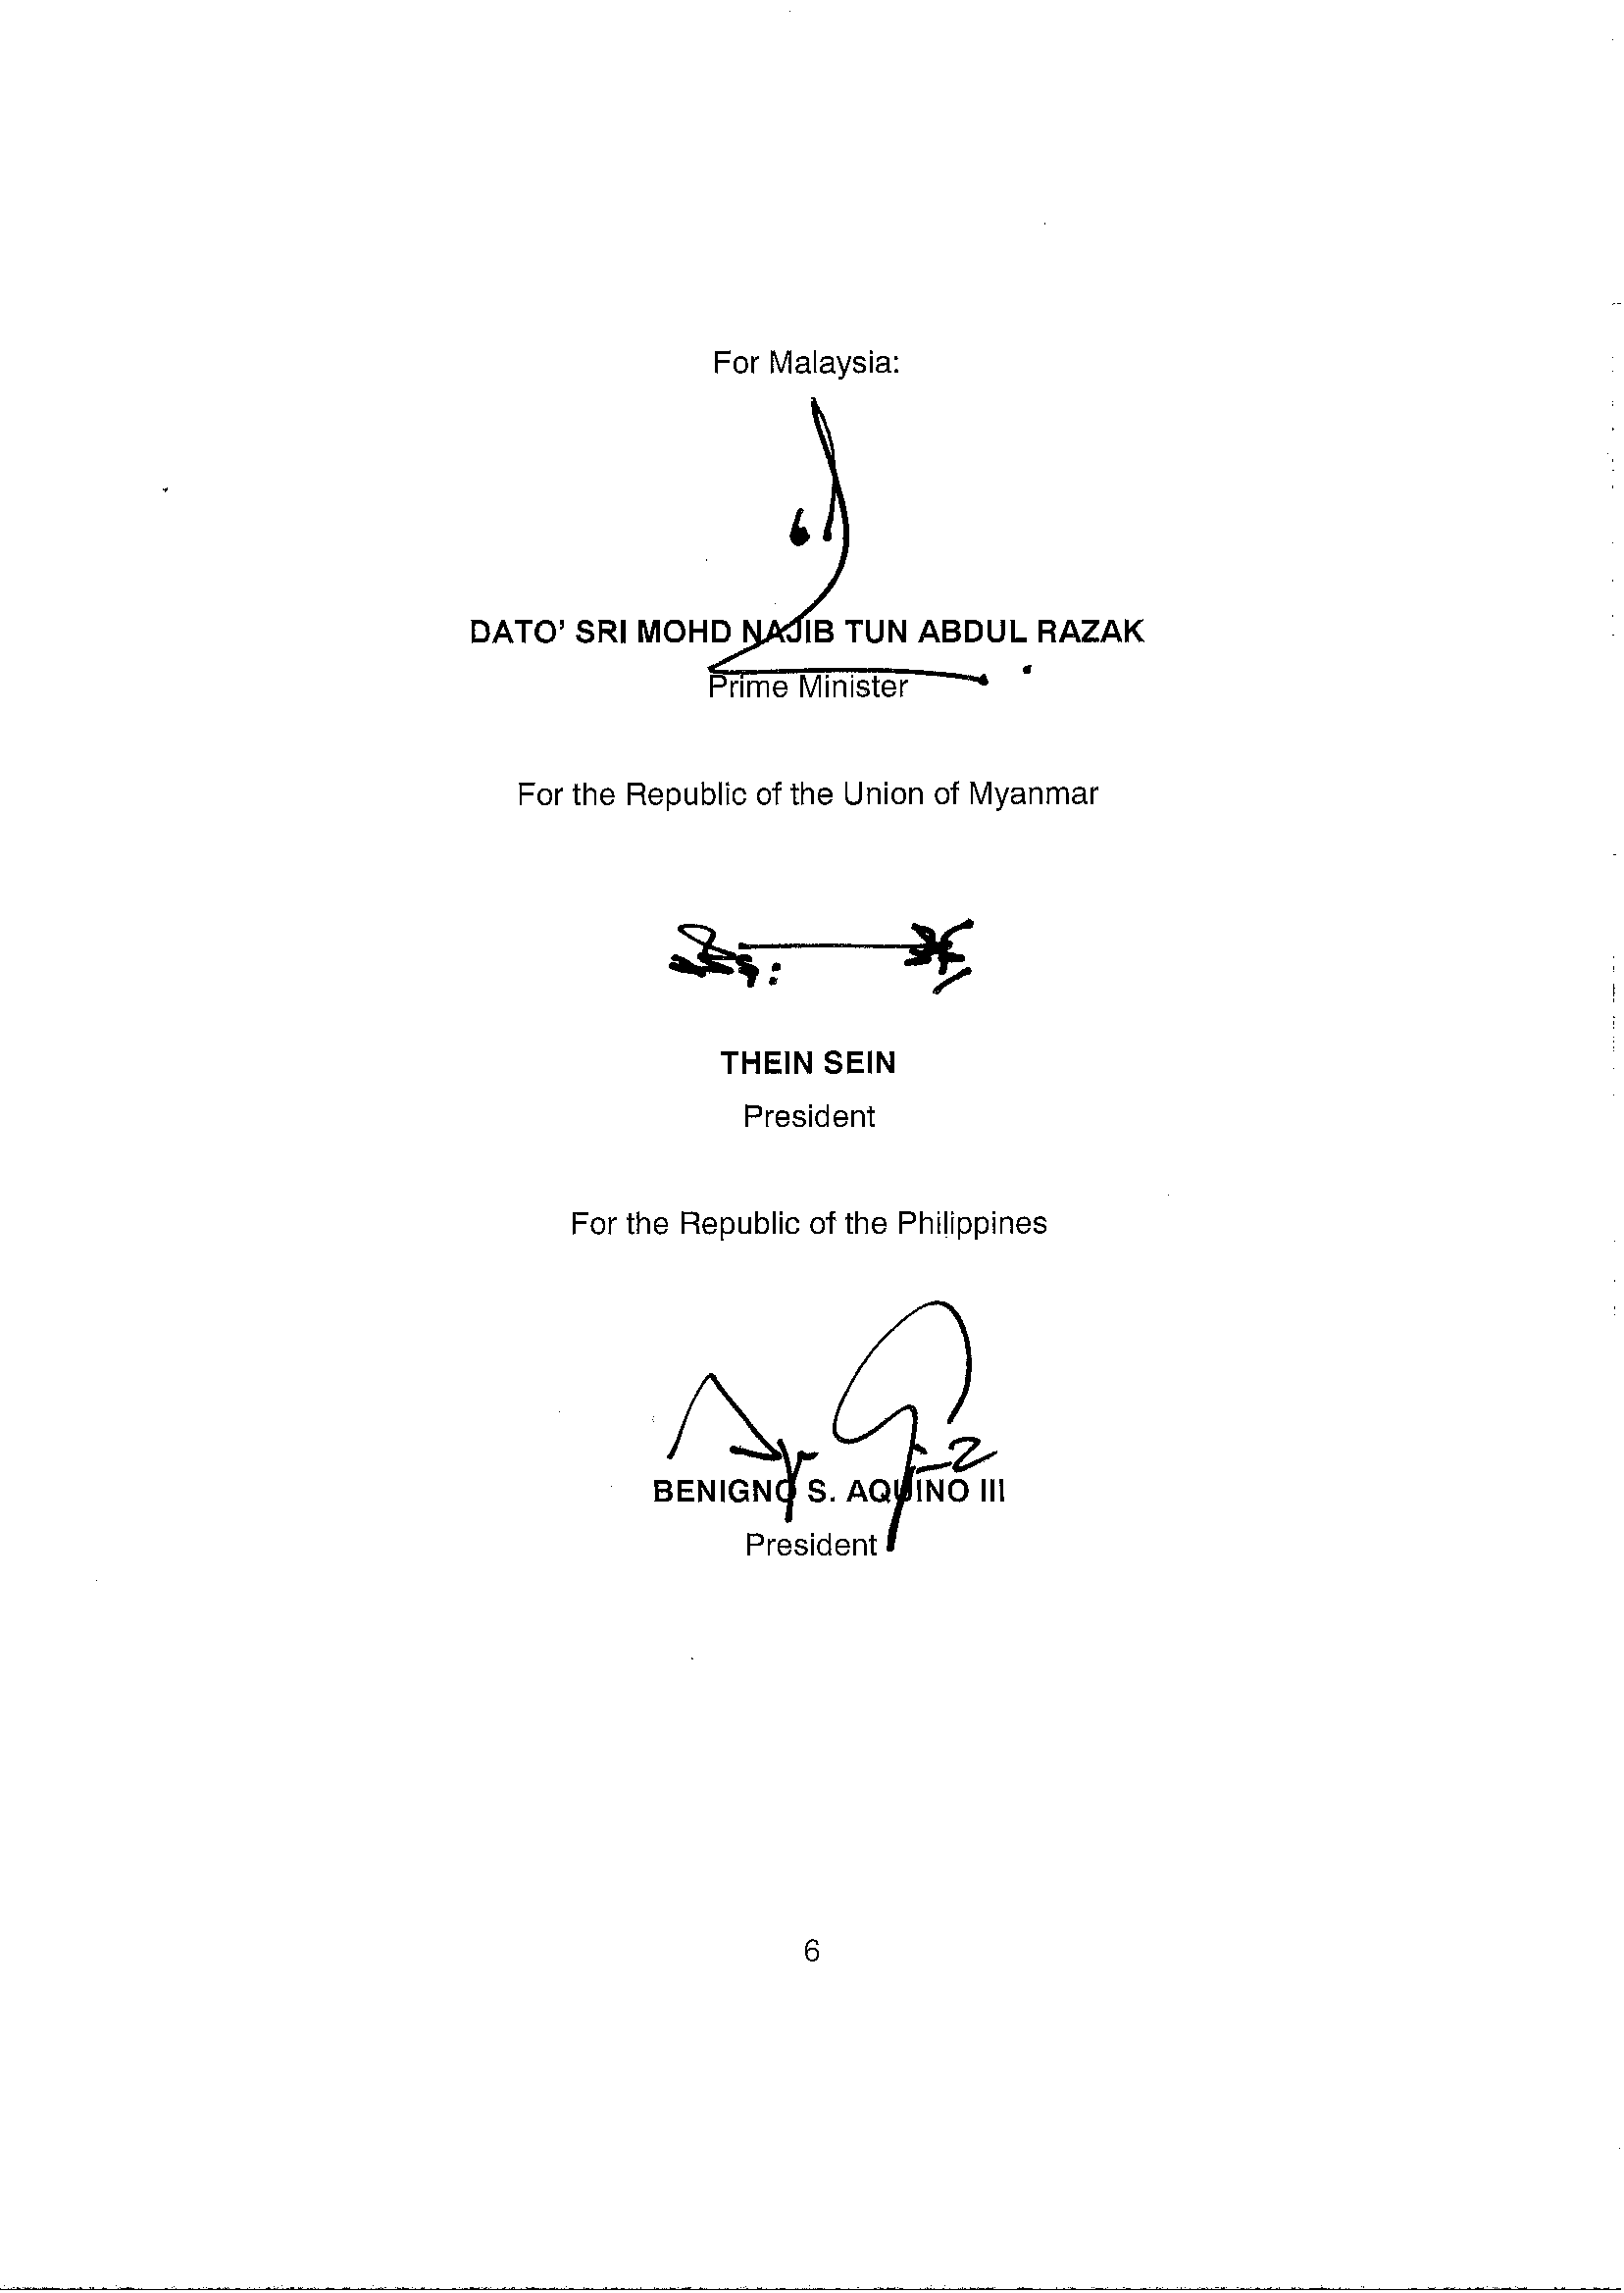 For Malaysia:
DATO' SRI MOHD NAJIB TUN ABDUL RAZAK
Prime Minister
For the Republic of the Union of Myanmar
THEIN SEIN
President
For the Republic of the Philippines
BENIGNO S. AQUINO III
President
6